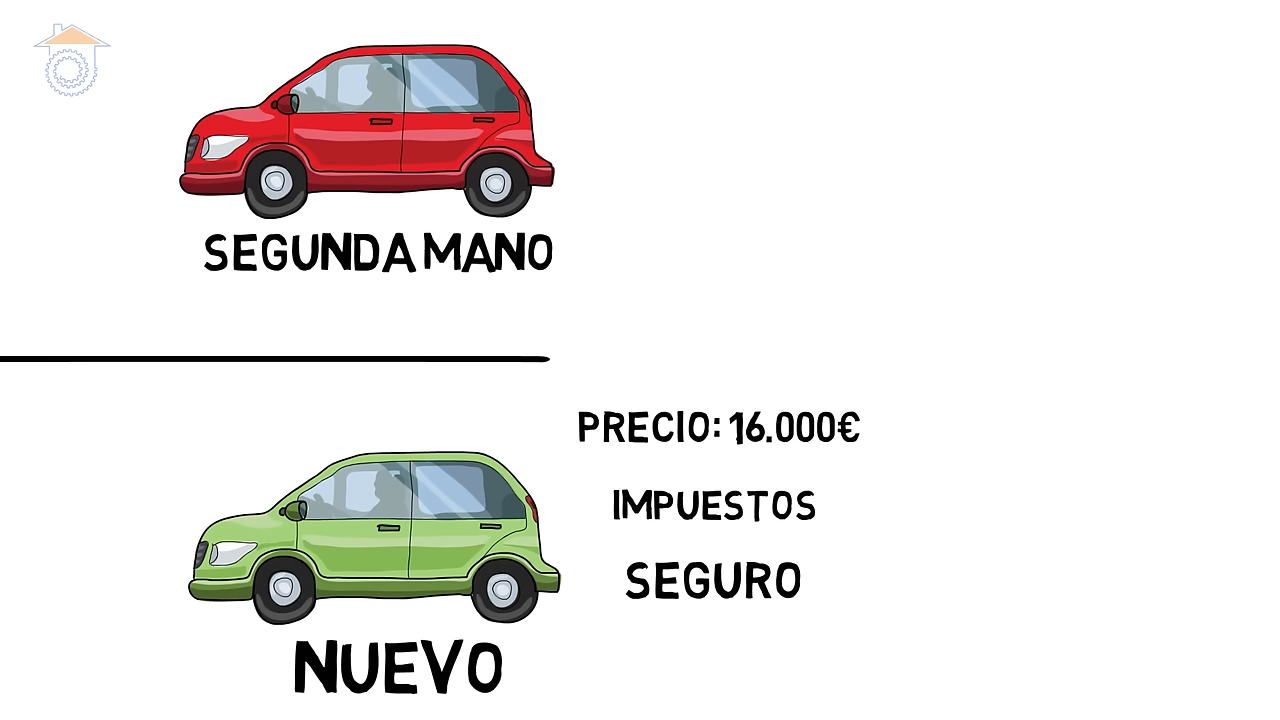 SEGUNDA MANO
PRECIO: 16.000€
IMPUESTOS
SEGURO
NUEVO